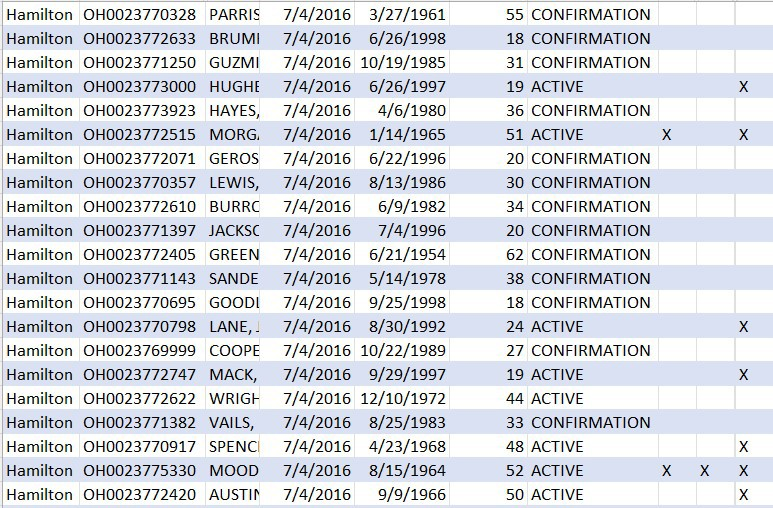 Hamilton OH0023770328 PARRIS 7/4/2016 3/27/1961 55 CONFIRMATION
Hamilton OH0023772633 BRUMI 7/4/2016 6/26/1998 18 CONFIRMATION
Hamilton OH0023771250 GUZMI 7/4/2016 10/19/1985 31 CONFIRMATION
Hamilton OH0023773000 HUGHE 7/4/2016 6/26/1997 19 ACTIVE X
Hamilton OH0023773923 HAYES, 7/4/2016 4/6/1980 36 CONFIRMATION
Hamilton OH0023772515 MORGA 7/4/2016 1/14/1965 51 ACTIVE X X
Hamilton OH0023772071 GEROS 7/4/2016 6/22/1996 20 CONFIRMATION
Hamilton OH0023770357 LEWIS, 7/4/2016 8/13/1986 30 CONFIRMATION
Hamilton OH0023772610 BURRO 7/4/2016 6/9/1982 34 CONFIRMATION
Hamilton OH0023771397 JACKSO 7/4/2016 7/4/1996 20 CONFIRMATION
Hamilton OH0023772405 GREEN 7/4/2016 6/21/1954 62 CONFIRMATION
Hamilton OH0023771143 SANDE 7/4/2016 5/14/1978 38 CONFIRMATION
Hamilton OH0023770695 GOODL 7/4/2016 9/25/1998 18 CONFIRMATION
Hamilton OH0023770798 LANE, J 7/4/2016 8/30/1992 24 ACTIVE X
Hamilton OH0023769999 COOPE 7/4/2016 10/22/1989 27 CONFIRMATION
Hamilton OH0023772747 MACK, 7/4/2016 9/29/1997 19 ACTIVE X
Hamilton OH0023772622 WRIGH 7/4/2016 12/10/1972 44 ACTIVE
Hamilton OH0023771382 VAILS, 7/4/2016 8/25/1983 33 CONFIRMATION
Hamilton OH0023770917 SPENC 7/4/2016 4/23/1968 48 ACTIVE X
Hamilton OH0023775330 MOOD 7/4/2016 8/15/1964 52 ACTIVE X X X
Hamilton OH0023772420 AUSTIN 7/4/2016 9/9/1966 50 ACTIVE X